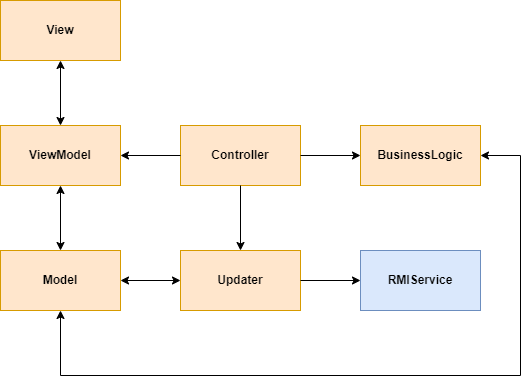 View
ViewModel
Controller
BusinessLogic
Model
Updater
RMIService